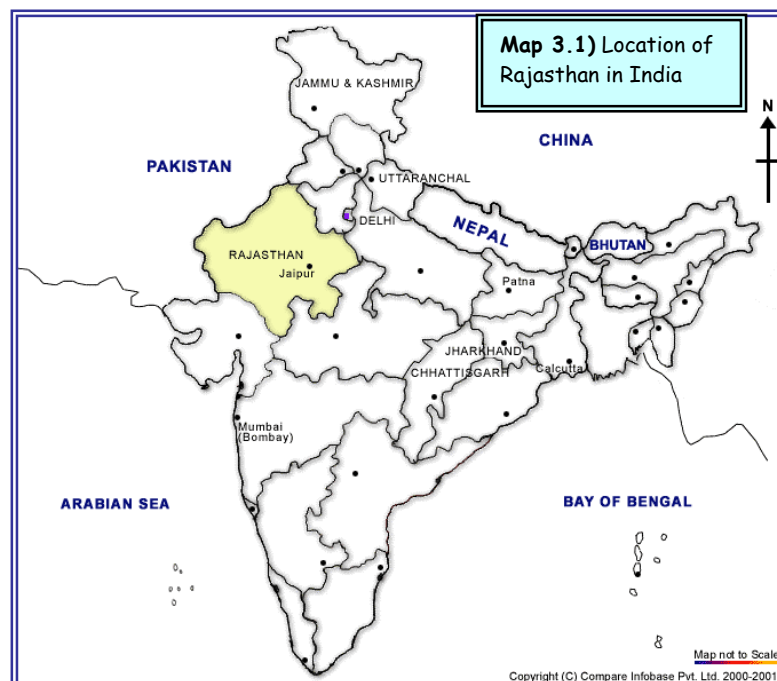 Map 3.1) Location of
Rajasthan in India
JAMMU & KASHMIR
N
CHINA
PAKISTAN
UTTARANCHAL
DELHI
NEPAL
BHUTAN
RAJASTHAN
Jaipur
Patna
JHARKHAND
CHHATTISGARH
Calcutta
Mumbai
(Bombay)
ARABIAN SEA
BAY OF BENGAL
Map not to Scale
Copyright (C) Compare Infobase Pvt. Ltd. 2000-2001